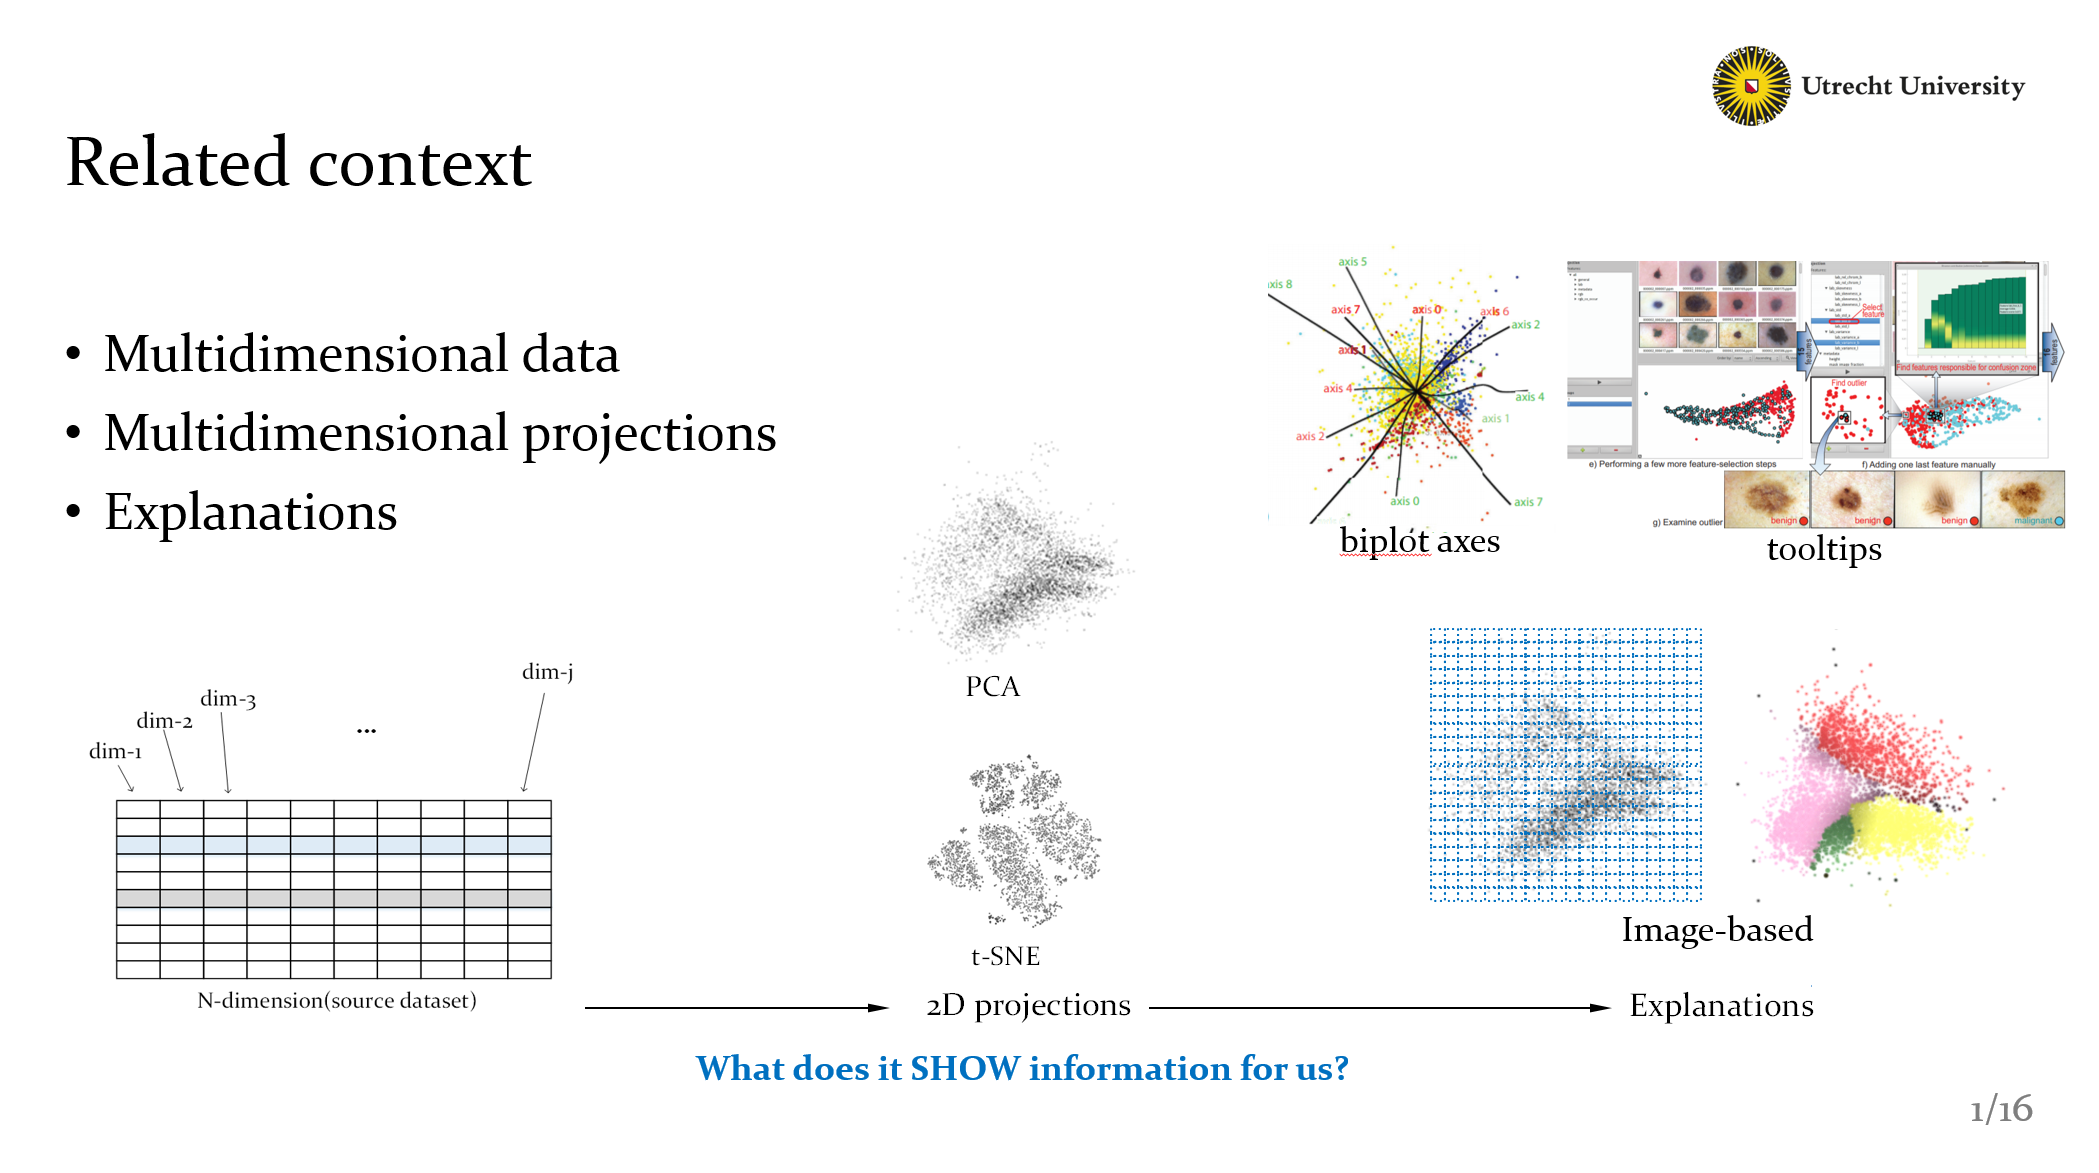 Utrecht University
Related context
• Multidimensional data
• Multidimensional projections
• Explanations
axis 5
xis 8
axis 7
axis 0
axis 6
axis 2
axis 1
axis 4
axis 4
axis 1
axis 2
axis 0
axis 7
biplot axes
Select
feature
features
features
Find features responsible for confusion zone
Find outlier
e) Performing a few more feature-selection steps
f) Adding one last feature manually
g) Examine outlier
benign
benign
benign
malignant
tooltips
PCA
t-SNE
dim-1
dim-2
dim-3
...
dim-j
N-dimension(source dataset)
2D projections
Image-based
Explanations
What does it SHOW information for us?
1/16